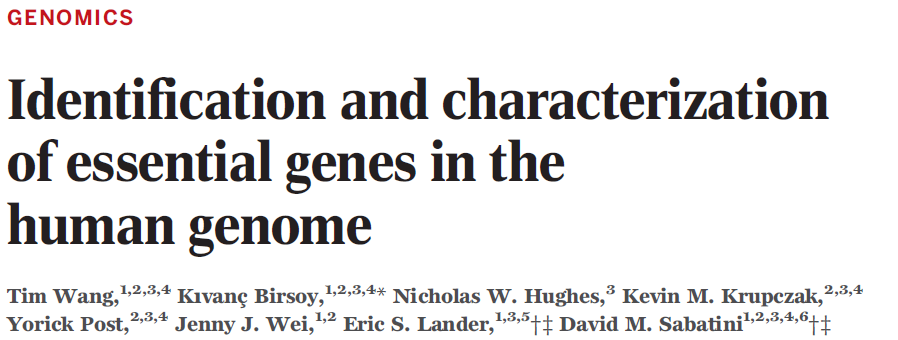 GENOMICS
Identification and characterization
of essential genes in the
human genome
Tim Wang,1,2,3,4 Kıvanç Birsoy,1,2,3,4* Nicholas W. Hughes,3 Kevin M. Krupczak,2,3,4
Yorick Post,2,3,4 Jenny J. Wei,1,2 Eric S. Lander,1,3,5†‡ David M. Sabatini1,2,3,4,6†‡